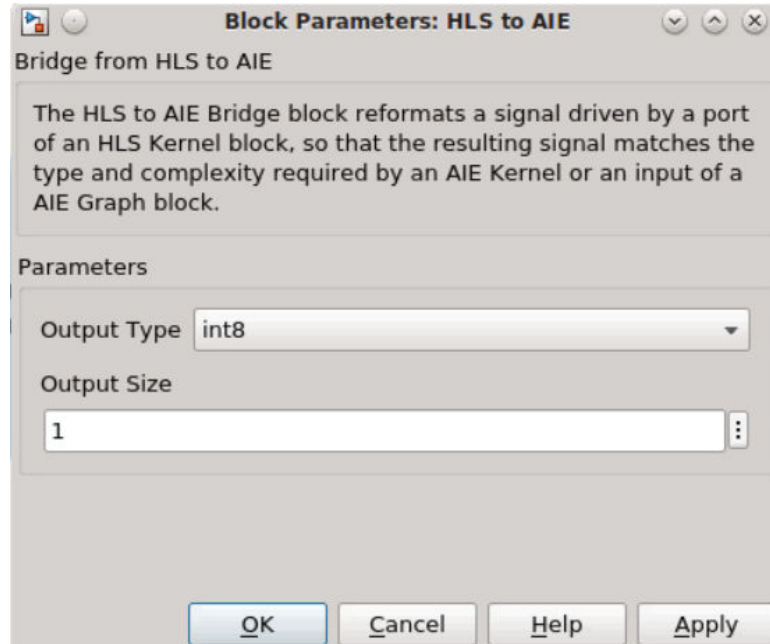 Block Parameters: HLS to AIE
Bridge from HLS to AIE
The HLS to AIE Bridge block reformats a signal driven by a port
of an HLS Kernel block, so that the resulting signal matches the
type and complexity required by an AIE Kernel or an input of a
AIE Graph block.
Parameters
Output Type int8
Output Size
1
OK Cancel Help Apply